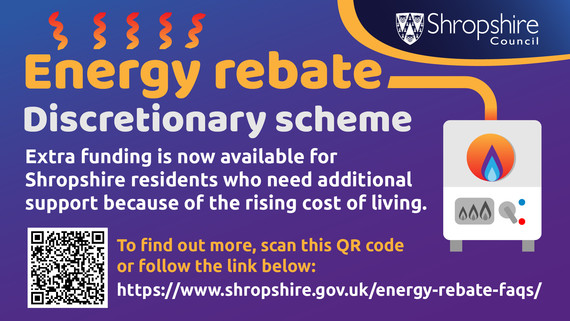 Shropshire
Council
Energy rebate
Discretionary scheme
Extra funding is now available for
Shropshire residents who need additional
support because of the rising cost of living.
To find out more, scan this QR code
or follow the link below:
https://www.shropshire.gov.uk/energy-rebate-faqs/